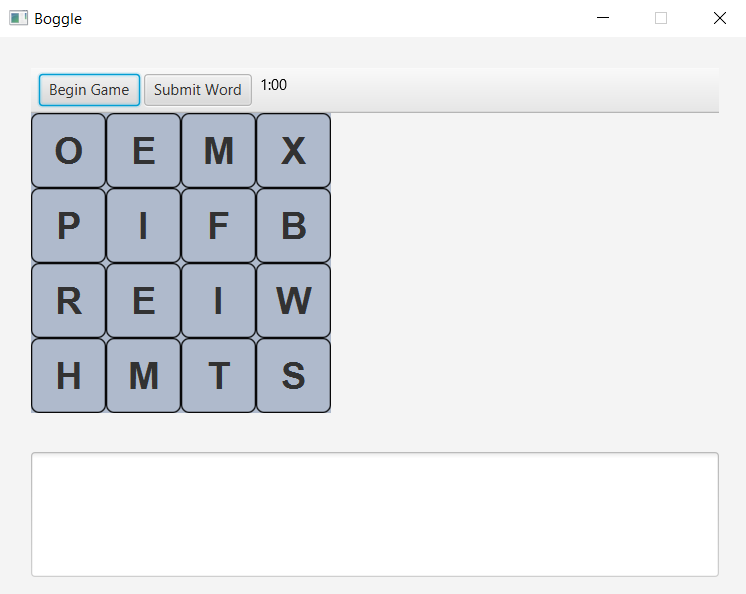 Boggle
Begin Game Submit Word 1:00
O E M X
P I F B
R E I W
H M T S